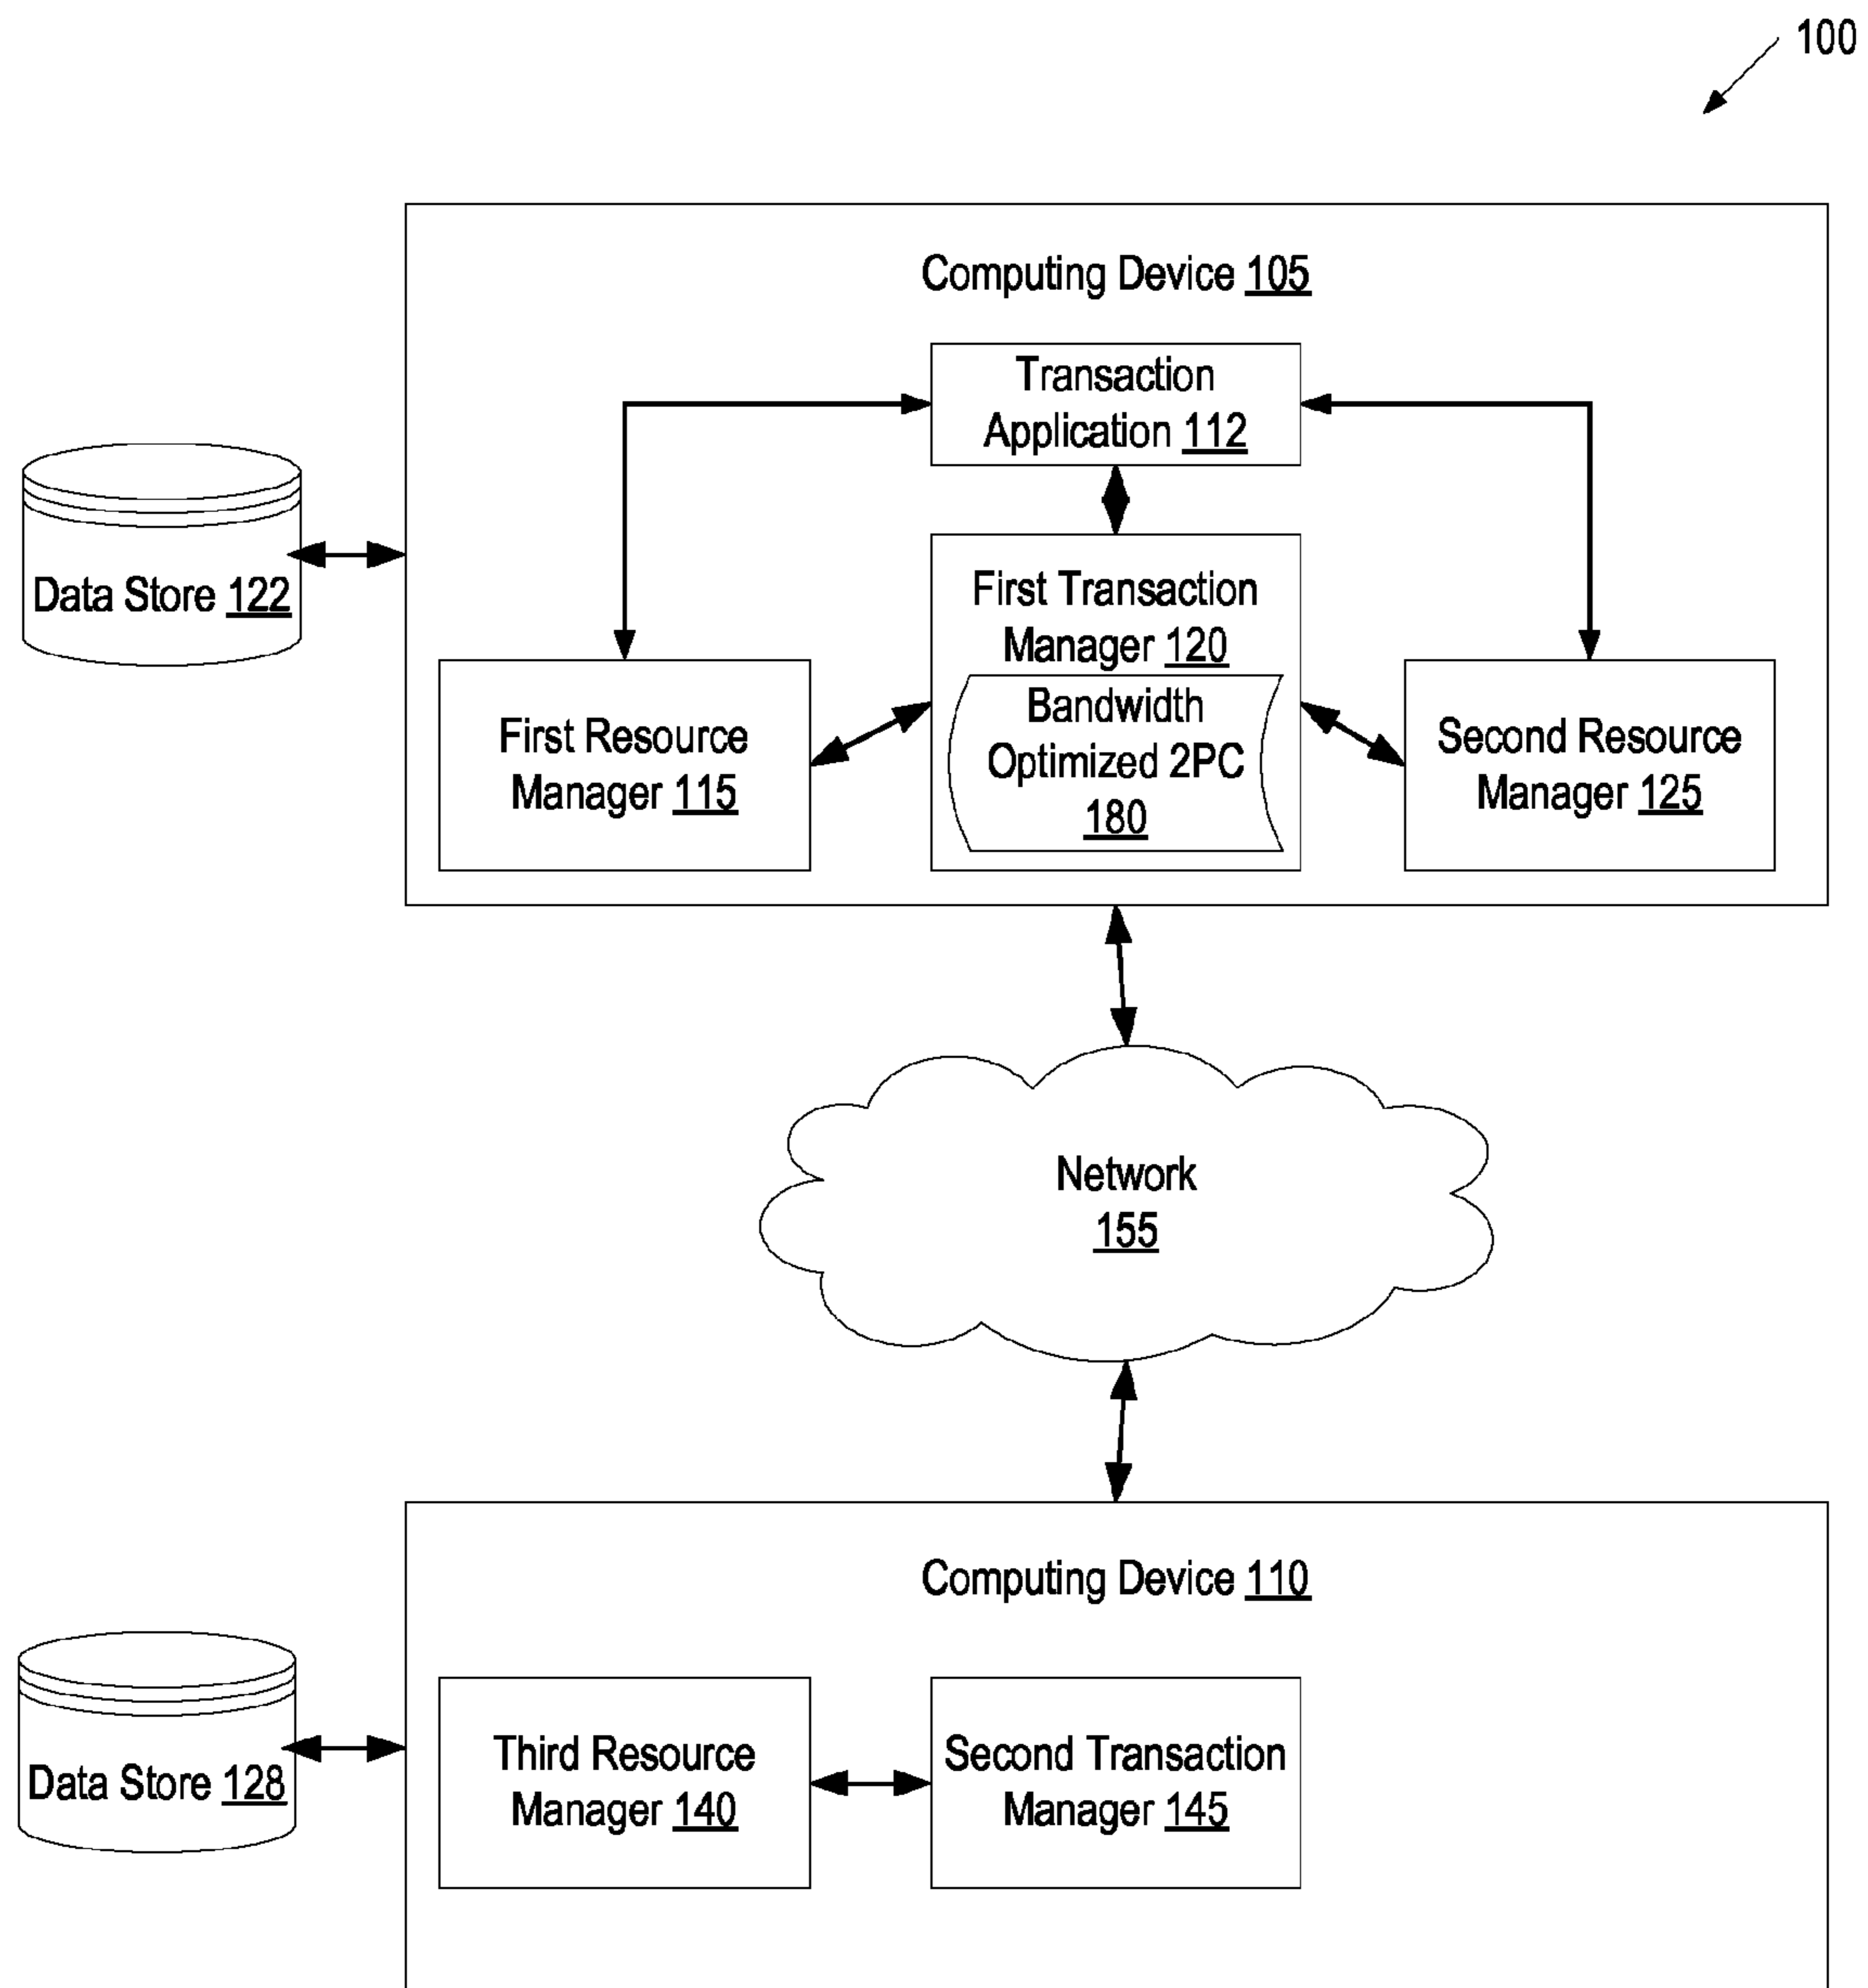 100
Computing Device 105
Transaction
Application 112
Data Store 122
First Transaction
Manager 120
Bandwidth
Optimized 2PC
180
First Resource
Manager 115
Second Resource
Manager 125
Network
155
Computing Device 110
Data Store 128
Third Resource
Manager 140
Second Transaction
Manager 145